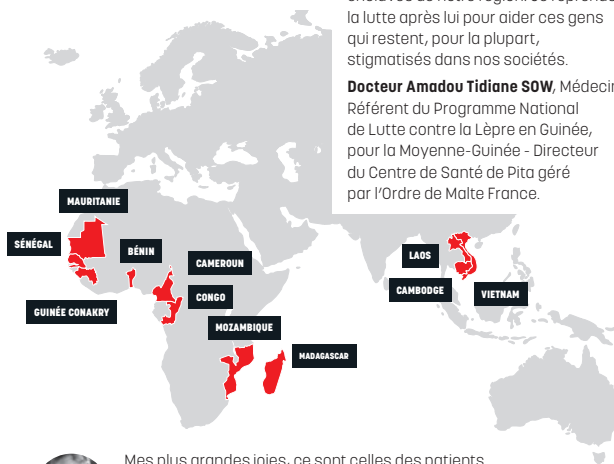 la lutte après lui pour aider ces gens
qui restent, pour la plupart,
stigmatisés dans nos sociétés.
Docteur Amadou Tidiane SOW, Médecin
Référent du Programme National
de Lutte contre la Lèpre en Guinée,
pour la Moyenne-Guinée - Directeur
du Centre de Santé de Pita géré
par l'Ordre de Malte France.
MAURITANIE
SÉNÉGAL
BÉNIN
CAMEROUN
GUINÉE CONAKRY
CONGO
MOZAMBIQUE
MADAGASCAR
LAOS
CAMBODGE
VIETNAM
Mes plus grandes joies, ce sont celles des patients